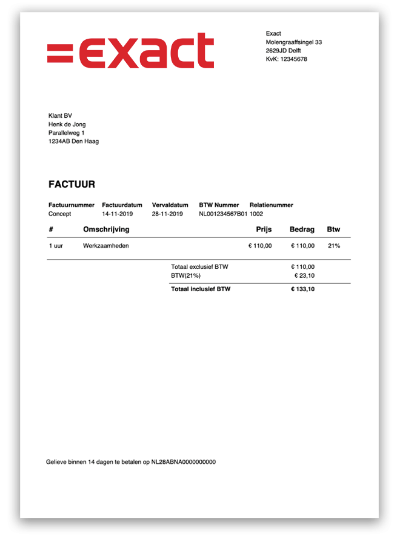 =exact
Exact
Molengraaffsingel 33
2629JD Delft
KvK: 12345678
Klant BV
Henk de Jong
Parallelweg 1
1234AB Den Haag
FACTUUR
Factuurnummer Factuurdatum Vervaldatum BTW Nummer Relatienummer
Concept 14-11-2019 28-11-2019 NL001234567B01 1002
# Omschrijving Prijs Bedrag Btw
1 uur Werkzaamheden € 110,00 € 110,00 21%
Totaal exclusief BTW € 110,00
BTW(21%) € 23,10
Totaal inclusief BTW € 133,10
Gelieve binnen 14 dagen te betalen op NL28ABNA0000000000